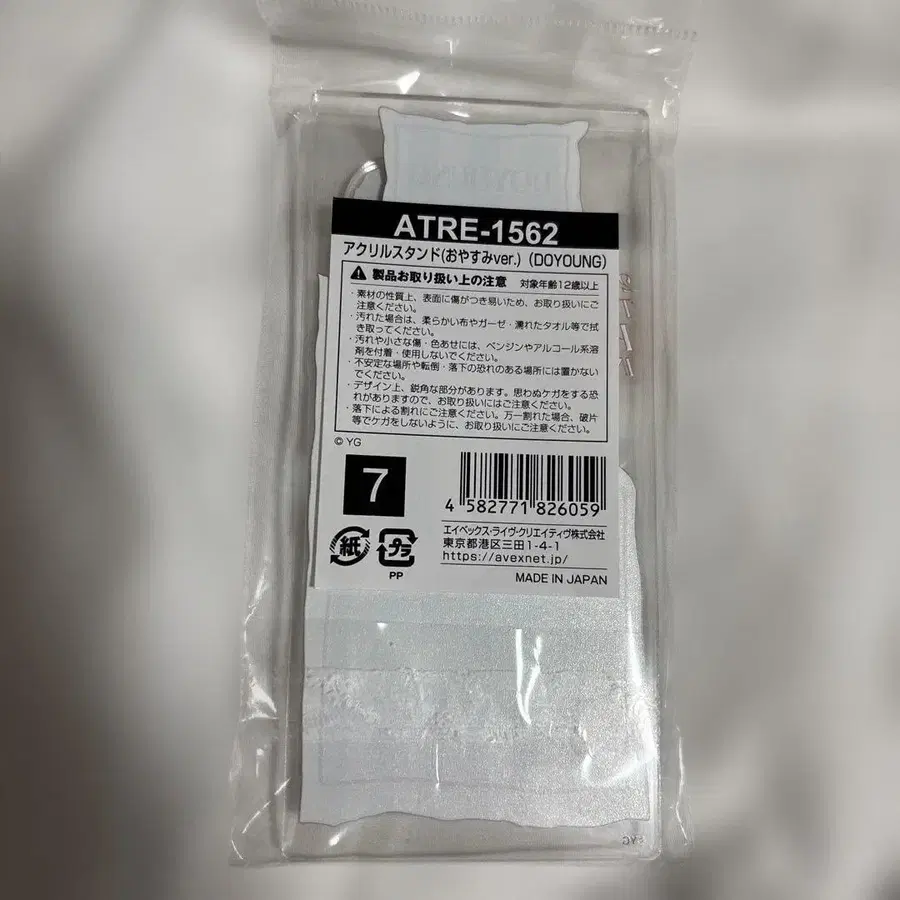 ATRE-1562
アクリルスタンド(おやすみver.)(DOYOUNG)
製品お取り扱い上の注意 対象年齢12歳以上
・素材の性質上、表面に傷がつき易いため、お取り扱いにご
注意ください。
・汚れた場合は、柔らかい布やガーゼ・濡れたタオル等で拭
き取ってください。
・汚れや小さな傷・色あせには、ベンジンやアルコール系溶
剤を付着・使用しないでください。
・不安定な場所や転倒・落下の恐れのある場所には置かない
でください。
・デザイン上、鋭角な部分があります。思わぬケガをする恐
れがありますので、お取り扱いにはご注意ください。
・落下による割れにご注意ください。万一割れた場合、破片
等でケガをしないように、お取り扱いにご注意ください。
© YG
7
4 582771 826059
紙
プラ
PP
エイベックス・ライヴ・クリエイティヴ株式会社
東京都港区三田1-4-1
https://avexnet.jp/
MADE IN JAPAN
©YG